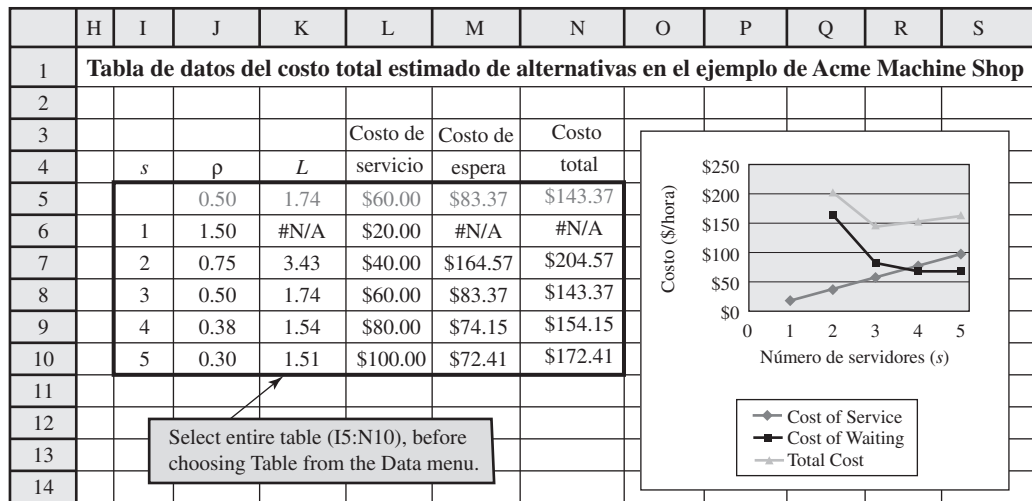 H I J K L M N O P Q R S
1 Tabla de datos del costo total estimado de alternativas en el ejemplo de Acme Machine Shop
2
3 Costo de Costo de Costo
4 s ρ L servicio espera total
5 0.50 1.74 $60.00 $83.37 $143.37
6 1 1.50 #N/A $20.00 #N/A #N/A
7 2 0.75 3.43 $40.00 $164.57 $204.57
8 3 0.50 1.74 $60.00 $83.37 $143.37
9 4 0.38 1.54 $80.00 $74.15 $154.15
10 5 0.30 1.51 $100.00 $72.41 $172.41
11
12
13
14
Select entire table (I5:N10), before
choosing Table from the Data menu.
Costo ($/hora)
$250
$200
$150
$100
$50
$0
0 1 2 3 4 5
Número de servidores (s)
Cost of Service
Cost of Waiting
Total Cost